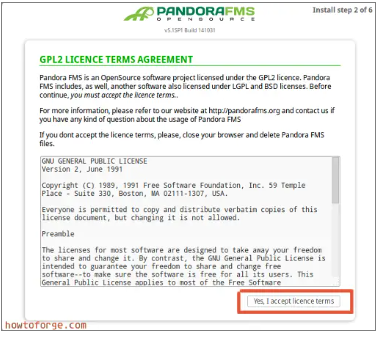 PANDORAFMS
OPENSOURCE
Install step 2 of 6
v5.1SP1 Build 141001
GPL2 LICENCE TERMS AGREEMENT
Pandora FMS is an OpenSource software project licensed under the GPL2 licence. Pandora
FMS includes, as well, another software also licensed under LGPL and BSD licenses. Before
continue, you must accept the licence terms..
For more information, please refer to our website at http://pandorafms.org and contact us if
you have any kind of question about the usage of Pandora FMS
If you dont accept the licence terms, please, close your browser and delete Pandora FMS
files.
GNU GENERAL PUBLIC LICENSE
Version 2, June 1991
Copyright (C) 1989, 1991 Free Software Foundation, Inc. 59 Temple
Place - Suite 330, Boston, MA 02111-1307, USA.
Everyone is permitted to copy and distribute verbatim copies of this
license document, but changing it is not allowed.
Preamble
The licenses for most software are designed to take away your freedom
to share and change it. By contrast, the GNU General Public License is
intended to guarantee your freedom to share and change free
software--to make sure the software is free for all its users. This
General Public License applies to most of the Free Software
Yes, I accept licence terms
howtoforge.com